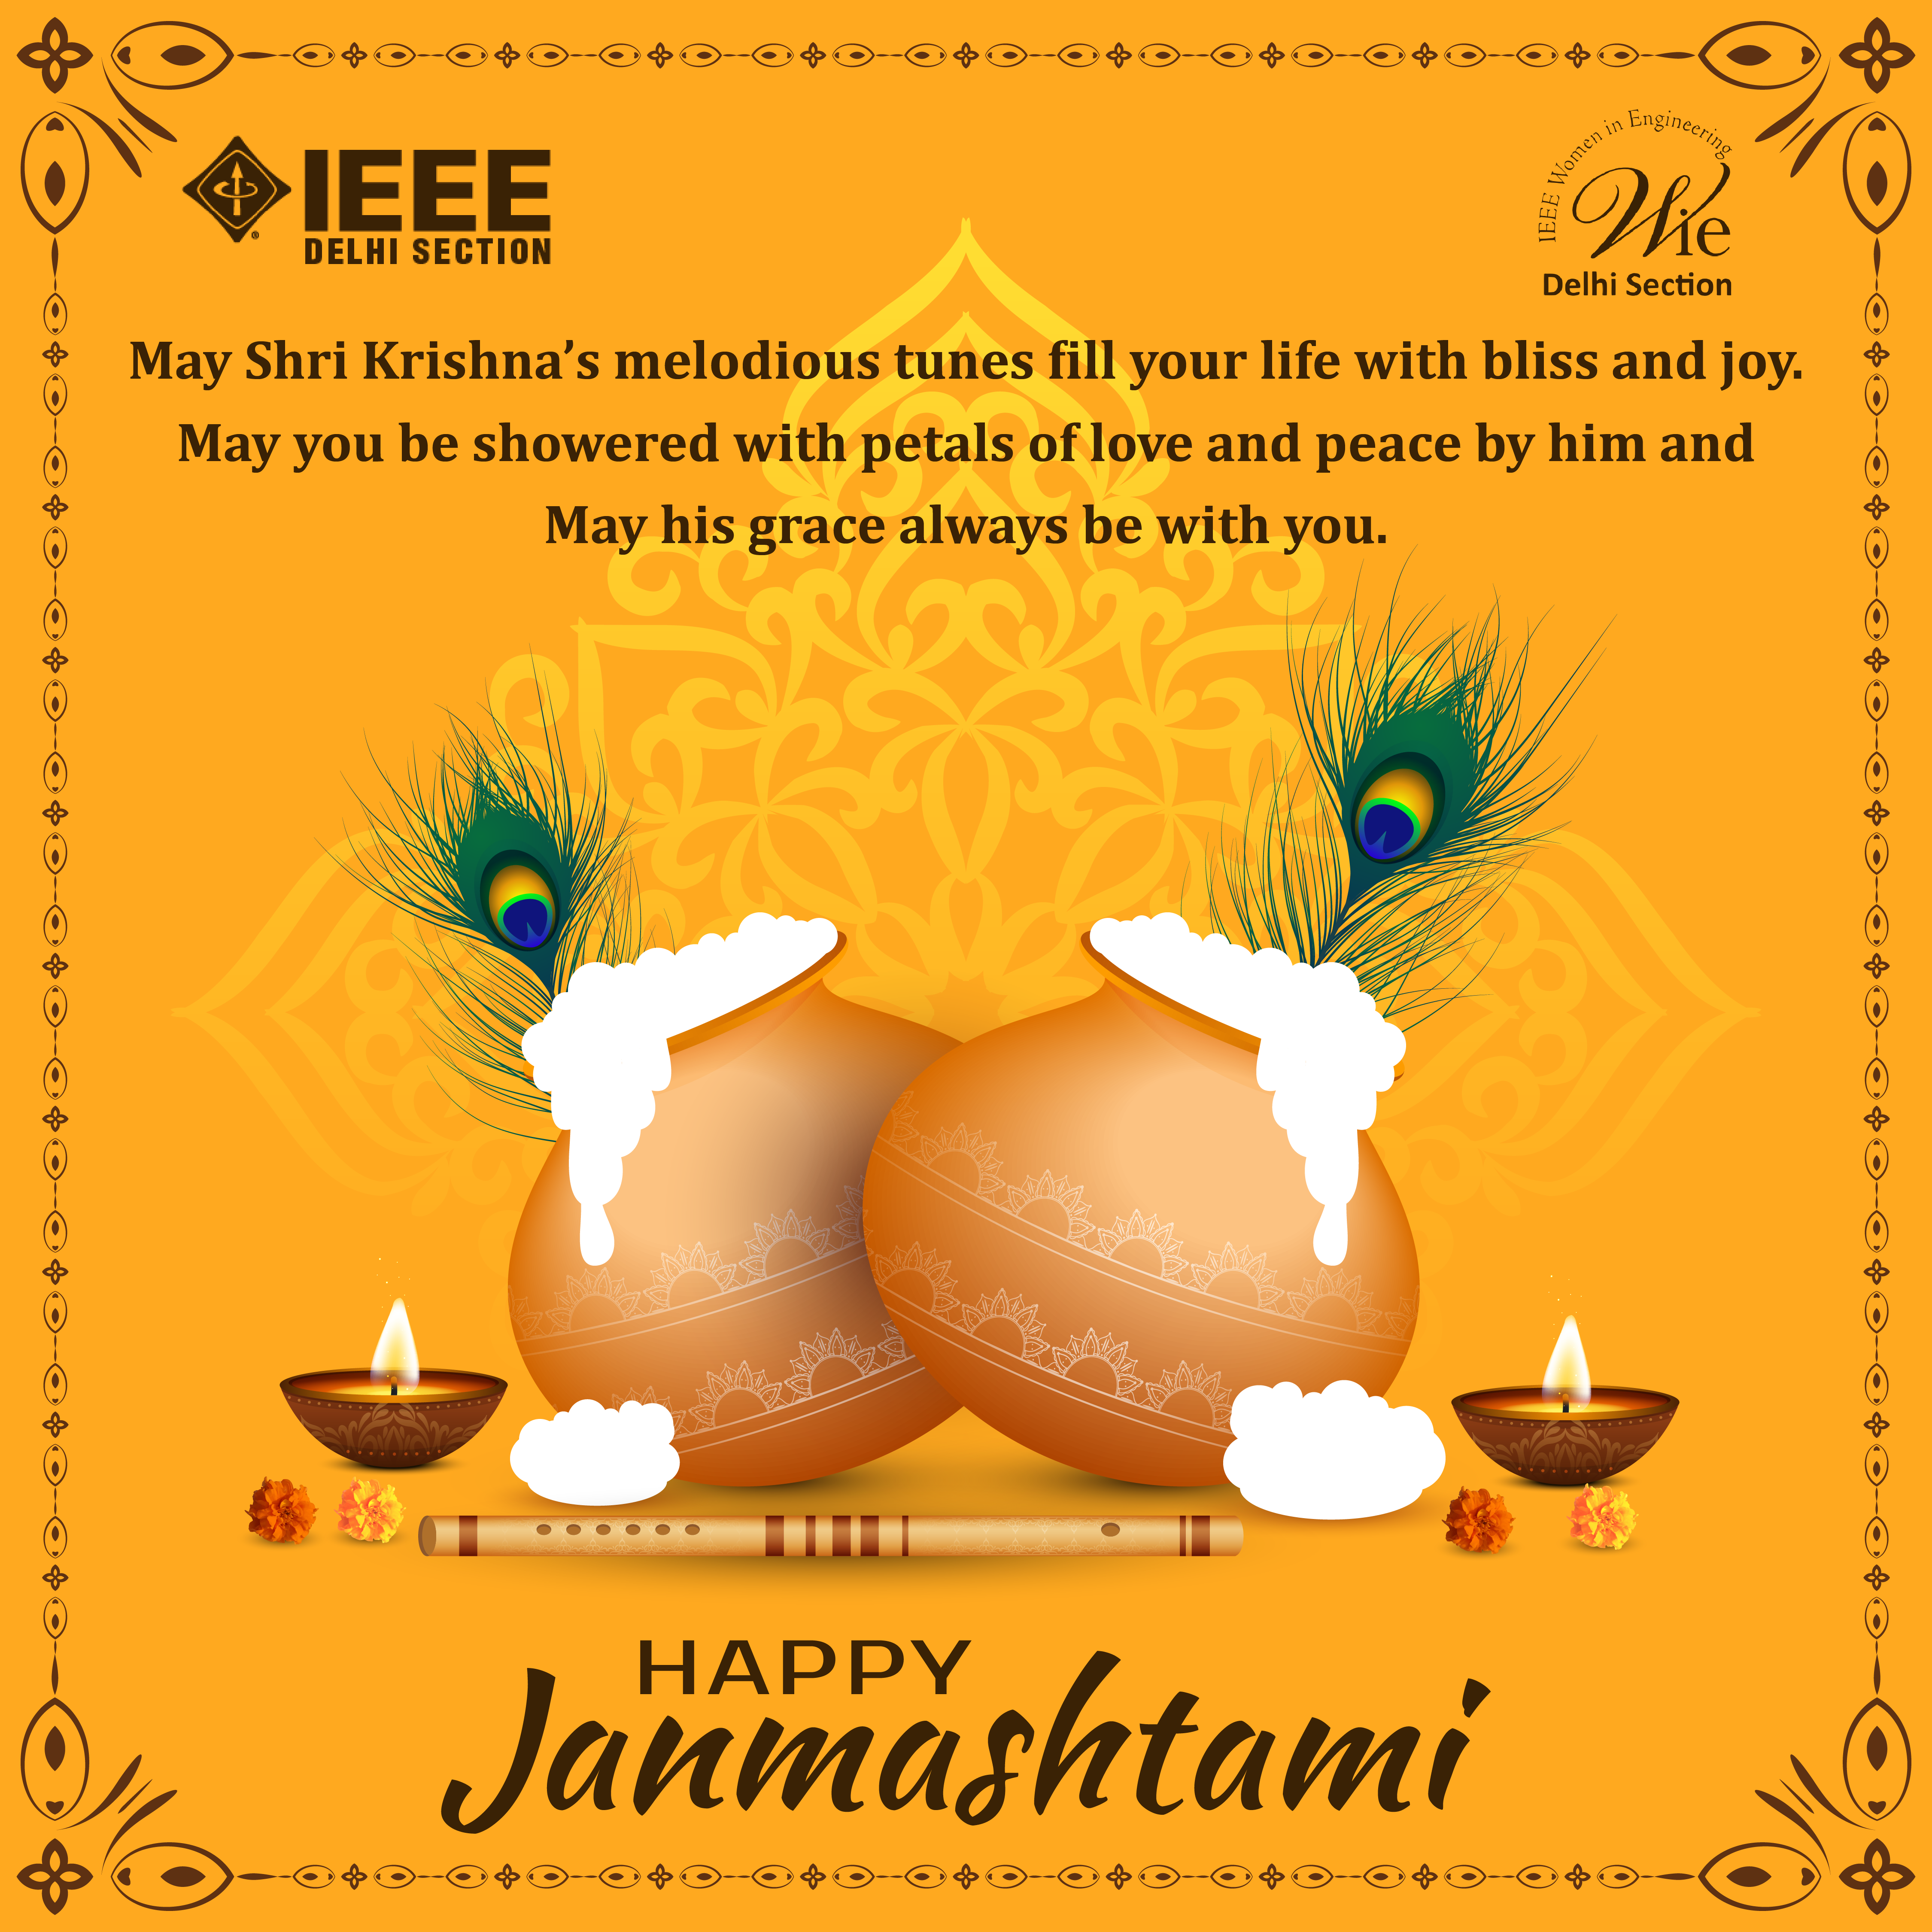 IEEE
DELHI SECTION
IEEE Women in Engineering
Wie
Delhi Section
May Shri Krishna’s melodious tunes fill your life with bliss and joy.
May you be showered with petals of love and peace by him and
May his grace always be with you.
HAPPY
Janmashtami